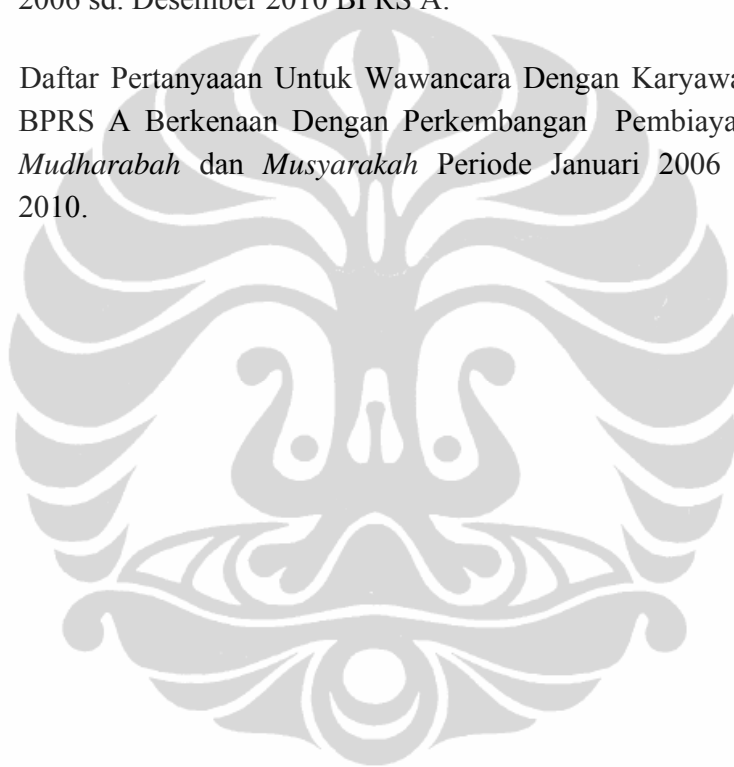 2006 sd. Desember 2010 BPRS A.
Daftar Pertanyaaan Untuk Wawancara Dengan Karyawa
BPRS A Berkenaan Dengan Perkembangan Pembiaya
Mudharabah dan Musyarakah Periode Januari 2006
2010.